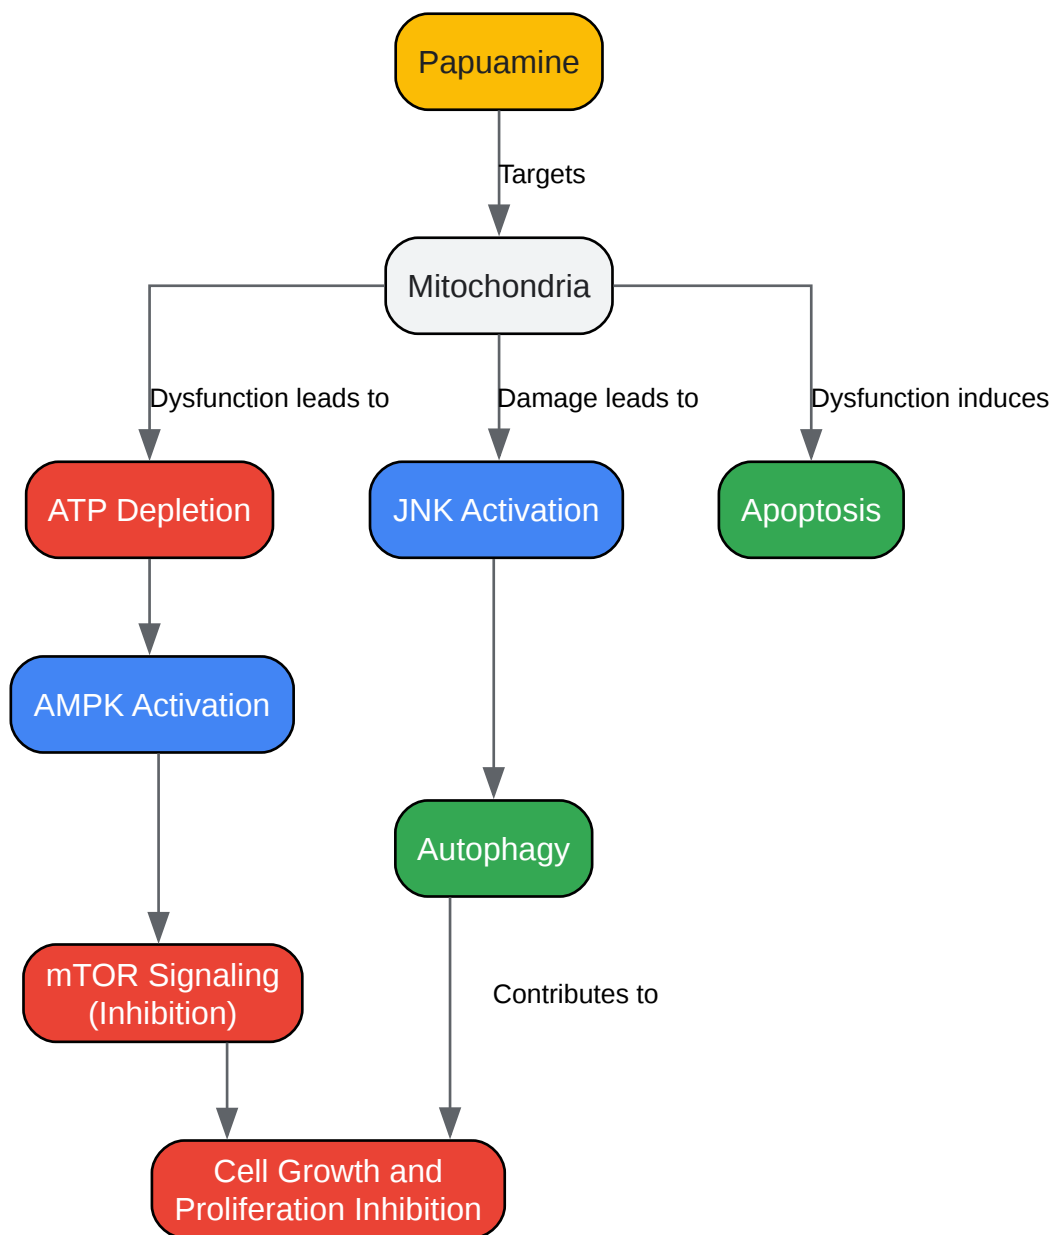 Papuamine
Targets
Mitochondria
Dysfunction leads to
Damage leads to
Dysfunction induces
ATP Depletion
JNK Activation
Apoptosis
AMPK Activation
Autophagy
mTOR Signaling
(Inhibition)
Contributes to
Cell Growth and
Proliferation Inhibition